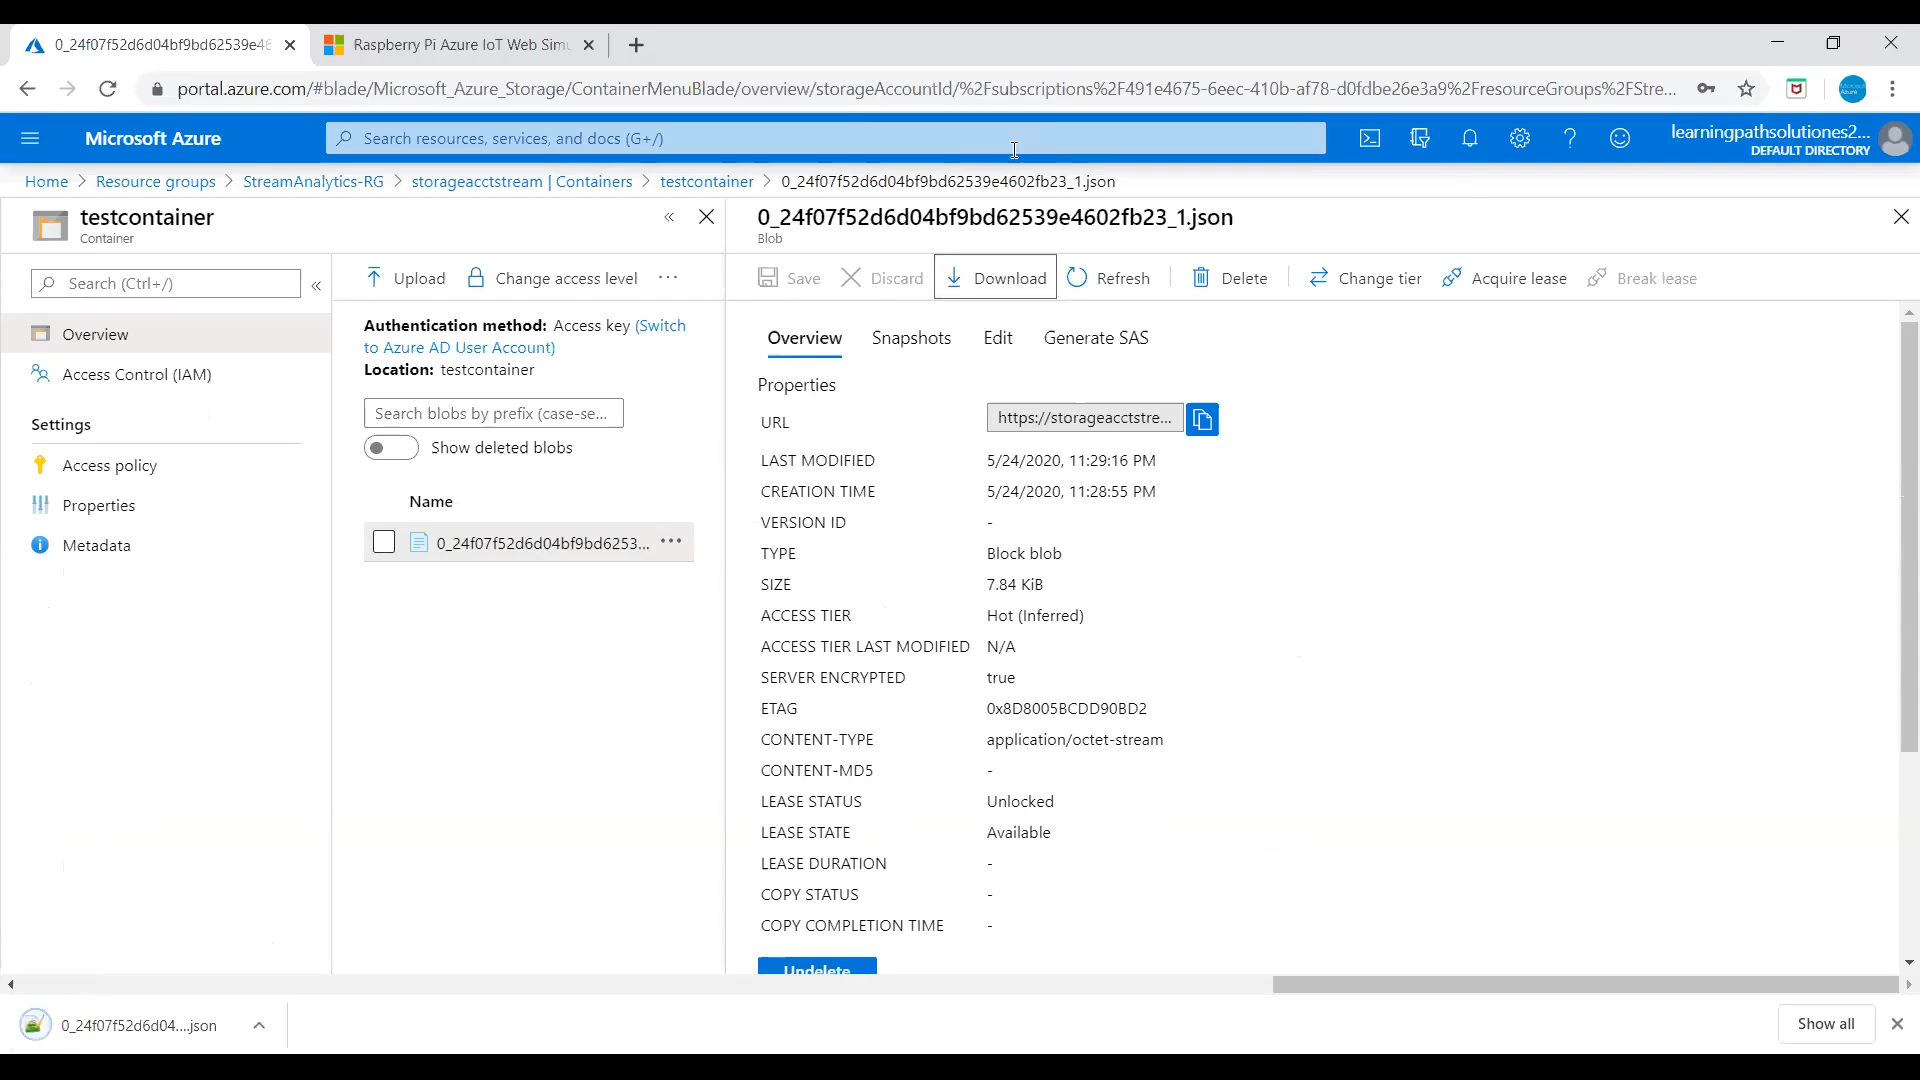 0_24f07f52d6d04bf9bd62539e46
Raspberry Pi Azure IoT Web Simu
portal.azure.com/#blade/Microsoft_Azure_Storage/ContainerMenuBlade/overview/storageAccountId/%2Fsubscriptions%2F491e4675-6eec-410b-af78-d0fdbe26e3a9%2FresourceGroups%2FStre...
Microsoft Azure
Search resources, services, and docs (G+/)
learningpathsolutiones2...
DEFAULT DIRECTORY
Home > Resource groups > StreamAnalytics-RG > storageacctstream | Containers > testcontainer > 0_24f07f52d6d04bf9bd62539e4602fb23_1.json
testcontainer
Container
Search (Ctrl+/)
Overview
Access Control (IAM)
Settings
Access policy
Properties
Metadata
Upload
Change access level
Authentication method: Access key (Switch
to Azure AD User Account)
Location: testcontainer
Search blobs by prefix (case-se...
Show deleted blobs
Name
0_24f07f52d6d04bf9bd6253...
0_24f07f52d6d04bf9bd62539e4602fb23_1.json
Blob
Save
Discard
Download
Refresh
Delete
Change tier
Acquire lease
Break lease
Overview
Snapshots
Edit
Generate SAS
Properties
URL https://storageacctstre...
LAST MODIFIED 5/24/2020, 11:29:16 PM
CREATION TIME 5/24/2020, 11:28:55 PM
VERSION ID -
TYPE Block blob
SIZE 7.84 KiB
ACCESS TIER Hot (Inferred)
ACCESS TIER LAST MODIFIED N/A
SERVER ENCRYPTED true
ETAG 0x8D8005BCDD90BD2
CONTENT-TYPE application/octet-stream
CONTENT-MD5 -
LEASE STATUS Unlocked
LEASE STATE Available
LEASE DURATION -
COPY STATUS -
COPY COMPLETION TIME -
Undelete
0_24f07f52d6d04....json
Show all